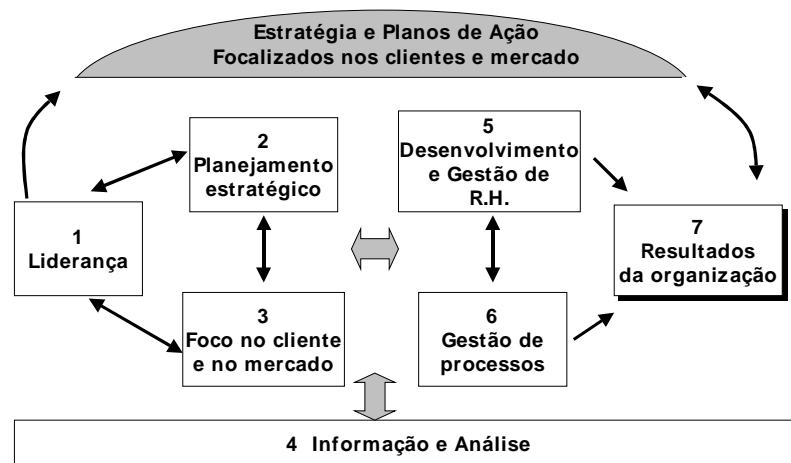 Estratégia e Planos de Ação
Focalizados nos clientes e mercado
2
Planejamento
estratégico
5
Desenvolvimento
e Gestão de
R.H.
1
Liderança
7
Resultados
da organização
3
Foco no cliente
e no mercado
6
Gestão de
processos
4 Informação e Análise